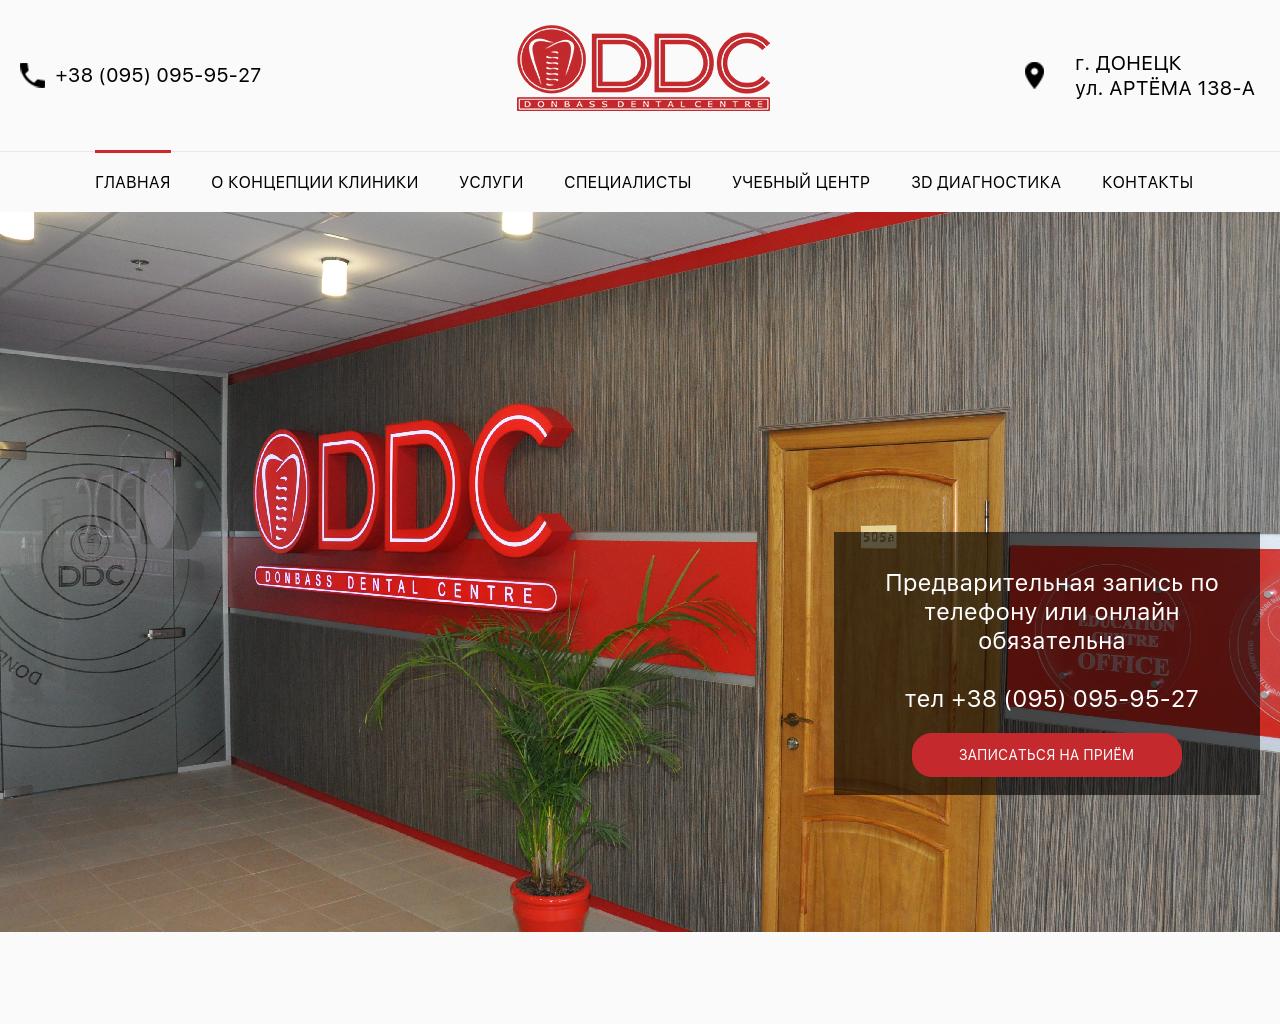 +38 (095) 095-95-27
DDC
DONBASS DENTAL CENTRE
г. ДОНЕЦК
ул. АРТЁМА 138-А
ГЛАВНАЯ
О КОНЦЕПЦИИ КЛИНИКИ
УСЛУГИ
СПЕЦИАЛИСТЫ
УЧЕБНЫЙ ЦЕНТР
3D ДИАГНОСТИКА
КОНТАКТЫ
DDC
DONBASS DENTAL CENTRE
DDC
505а
Предварительная запись по
телефону или онлайн
обязательна
EDUCATION
CENTRE
OFFICE
тел +38 (095) 095-95-27
ЗАПИСАТЬСЯ НА ПРИЁМ